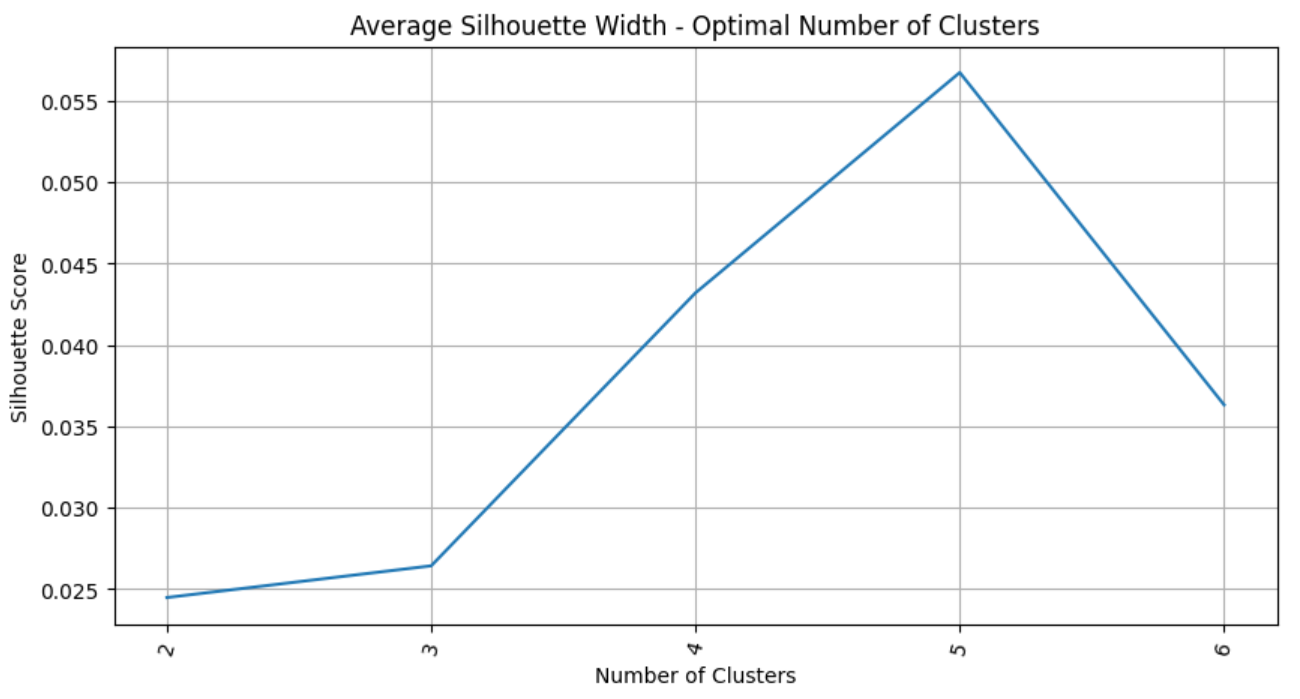 Average Silhouette Width - Optimal Number of Clusters
0.055
0.050
0.045
0.040
0.035
0.030
0.025
Silhouette Score
2 3 4 5 6
Number of Clusters